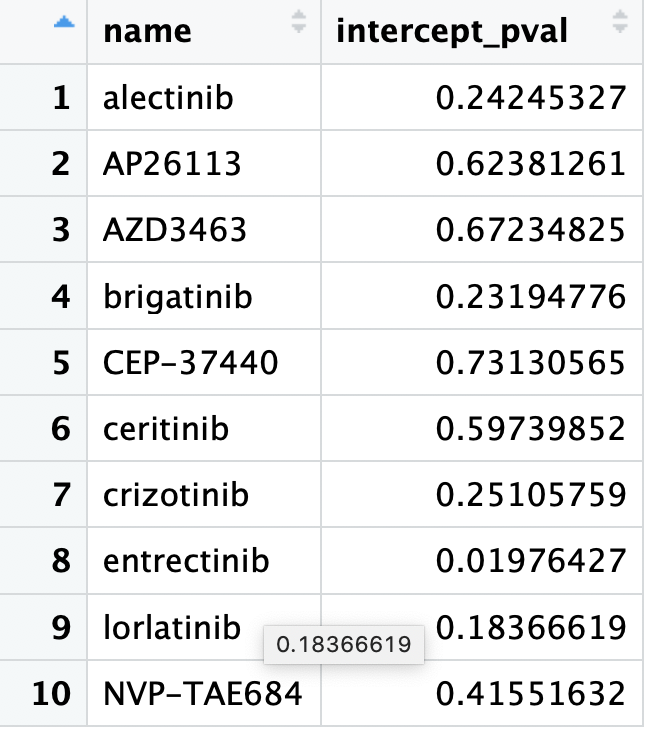 name intercept_pval
1 alectinib 0.24245327
2 AP26113 0.62381261
3 AZD3463 0.67234825
4 brigatinib 0.23194776
5 CEP-37440 0.73130565
6 ceritinib 0.59739852
7 crizotinib 0.25105759
8 entrectinib 0.01976427
9 lorlatinib 0.18366619
0.18366619
10 NVP-TAE684 0.41551632